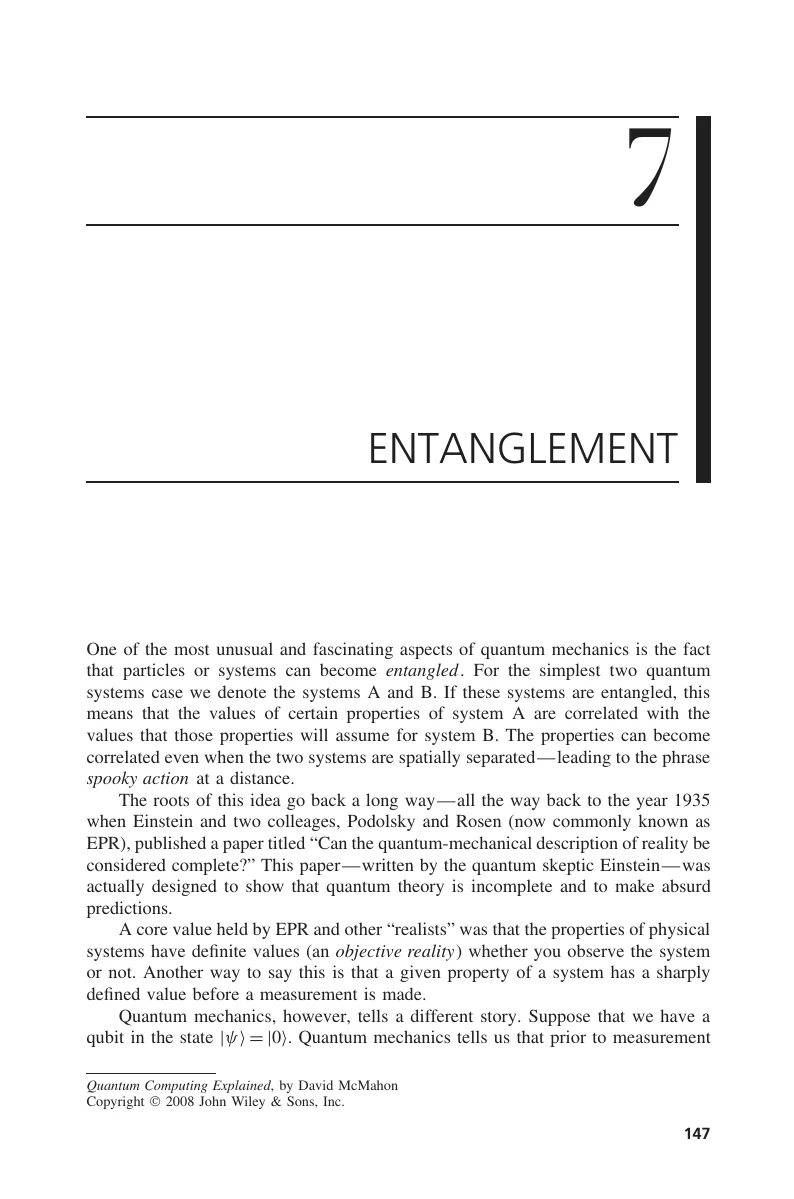 7
ENTANGLEMENT
One of the most unusual and fascinating aspects of quantum mechanics is the fact
that particles or systems can become entangled. For the simplest two quantum
systems case we denote the systems A and B. If these systems are entangled, this
means that the values of certain properties of system A are correlated with the
values that those properties will assume for system B. The properties can become
correlated even when the two systems are spatially separated—leading to the phrase
spooky action at a distance.
The roots of this idea go back a long way—all the way back to the year 1935
when Einstein and two colleages, Podolsky and Rosen (now commonly known as
EPR), published a paper titled “Can the quantum-mechanical description of reality be
considered complete?” This paper—written by the quantum skeptic Einstein—was
actually designed to show that quantum theory is incomplete and to make absurd
predictions.
A core value held by EPR and other “realists” was that the properties of physical
systems have definite values (an objective reality) whether you observe the system
or not. Another way to say this is that a given property of a system has a sharply
defined value before a measurement is made.
Quantum mechanics, however, tells a different story. Suppose that we have a
qubit in the state |ψ⟩ = |0⟩. Quantum mechanics tells us that prior to measurement
Quantum Computing Explained, by David McMahon
Copyright © 2008 John Wiley & Sons, Inc.
147